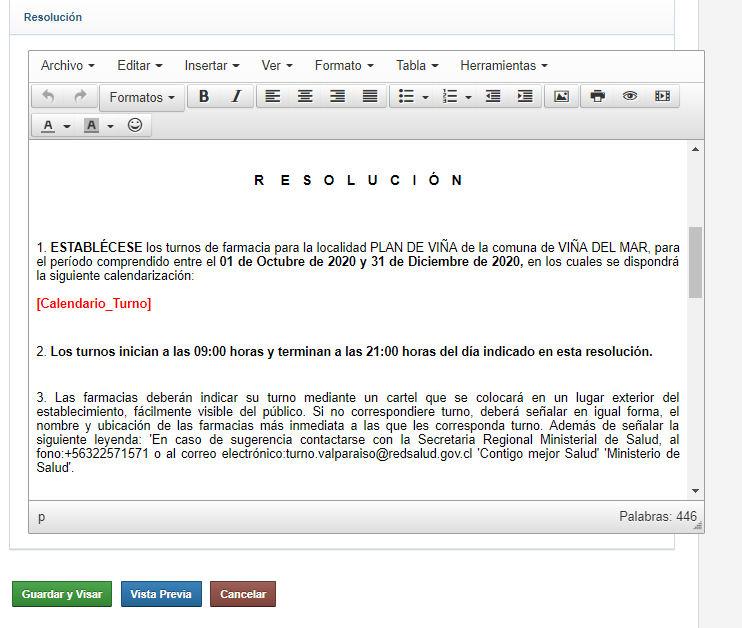 Resolución
Archivo Editar Insertar Ver Formato Tabla Herramientas
Formatos B I
A A
R E S O L U C I Ó N
1. ESTABLÉCESE los turnos de farmacia para la localidad PLAN DE VIÑA de la comuna de VIÑA DEL MAR, para
el período comprendido entre el 01 de Octubre de 2020 y 31 de Diciembre de 2020, en los cuales se dispondrá
la siguiente calendarización:
[Calendario_Turno]
2. Los turnos inician a las 09:00 horas y terminan a las 21:00 horas del día indicado en esta resolución.
3. Las farmacias deberán indicar su turno mediante un cartel que se colocará en un lugar exterior del
establecimiento, fácilmente visible del público. Si no correspondiere turno, deberá señalar en igual forma, el
nombre y ubicación de las farmacias más inmediata a las que les corresponda turno. Además de señalar la
siguiente leyenda: 'En caso de sugerencia contactarse con la Secretaria Regional Ministerial de Salud, al
fono:+56322571571 o al correo electrónico:turno.valparaiso@redsalud.gov.cl 'Contigo mejor Salud' 'Ministerio de
Salud'.
p Palabras: 446
Guardar y Visar Vista Previa Cancelar